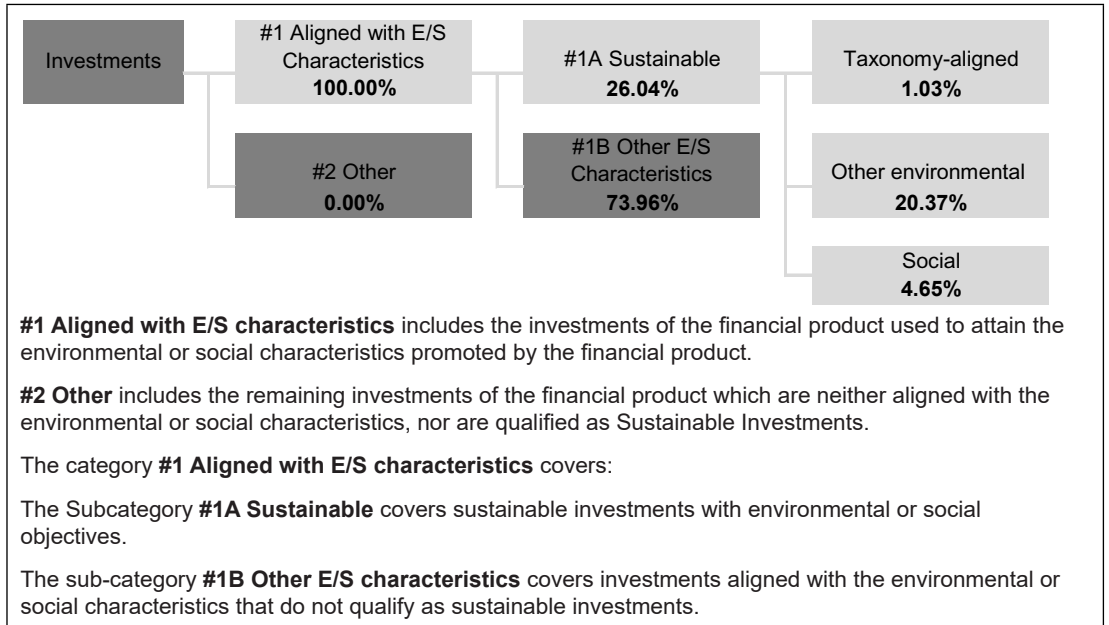 Investments
#1 Aligned with E/S
Characteristics
100.00%
#2 Other
0.00%
#1A Sustainable
26.04%
#1B Other E/S
Characteristics
73.96%
Taxonomy-aligned
1.03%
Other environmental
20.37%
Social
4.65%
#1 Aligned with E/S characteristics includes the investments of the financial product used to attain the
environmental or social characteristics promoted by the financial product.
#2 Other includes the remaining investments of the financial product which are neither aligned with the
environmental or social characteristics, nor are qualified as Sustainable Investments.
The category #1 Aligned with E/S characteristics covers:
The Subcategory #1A Sustainable covers sustainable investments with environmental or social
objectives.
The sub-category #1B Other E/S characteristics covers investments aligned with the environmental or
social characteristics that do not qualify as sustainable investments.